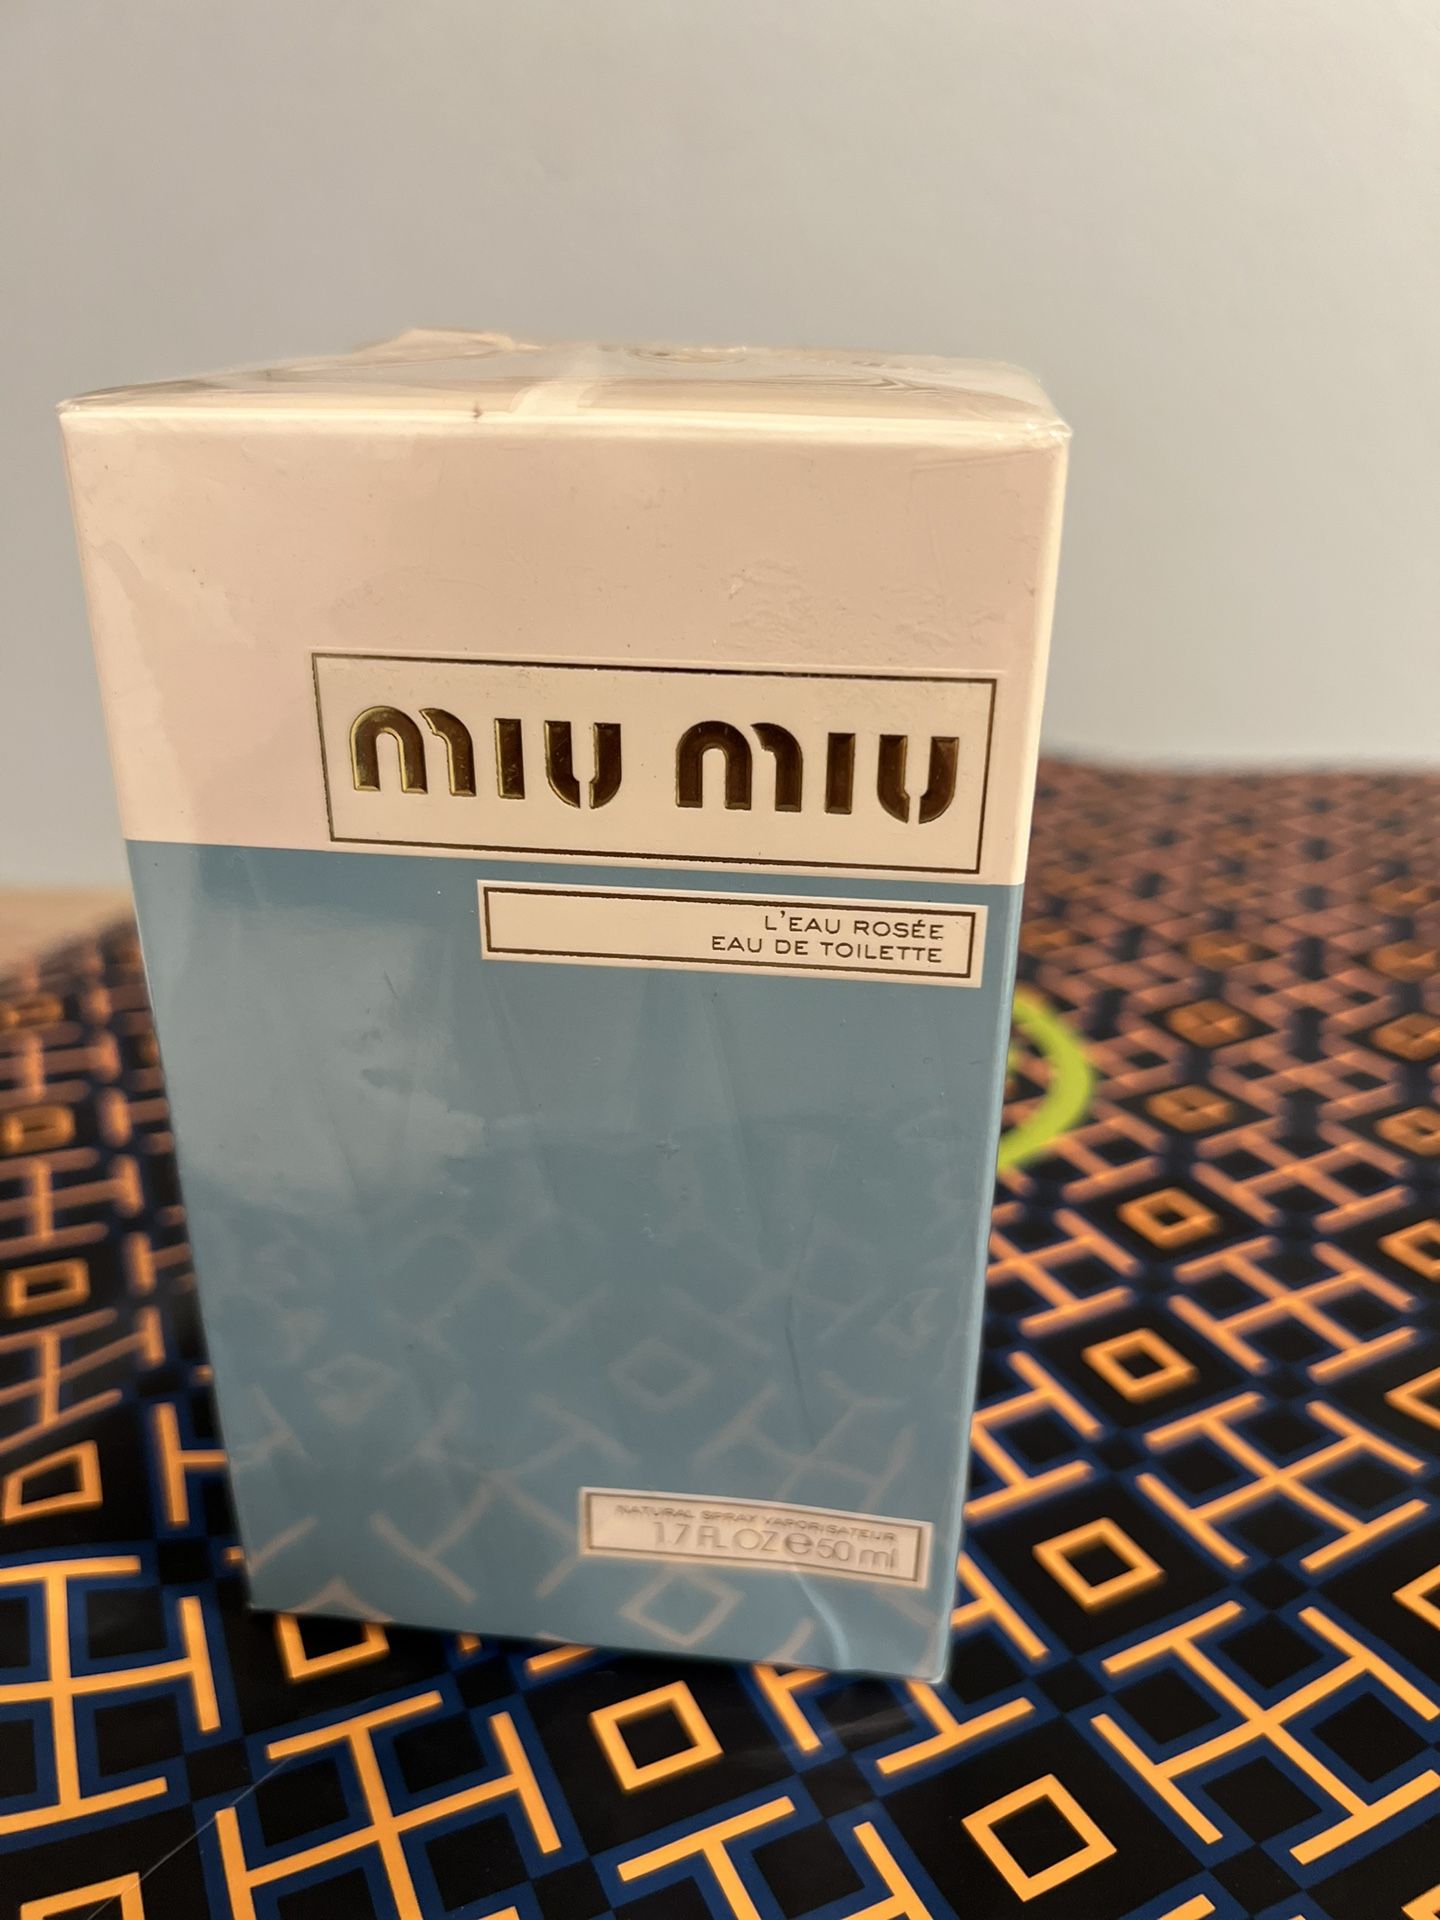 miu miu
L'EAU ROSÉE
EAU DE TOILETTE
NATURAL SPRAY VAPORISATEUR
1.7 FL OZ ℮ 50 ml